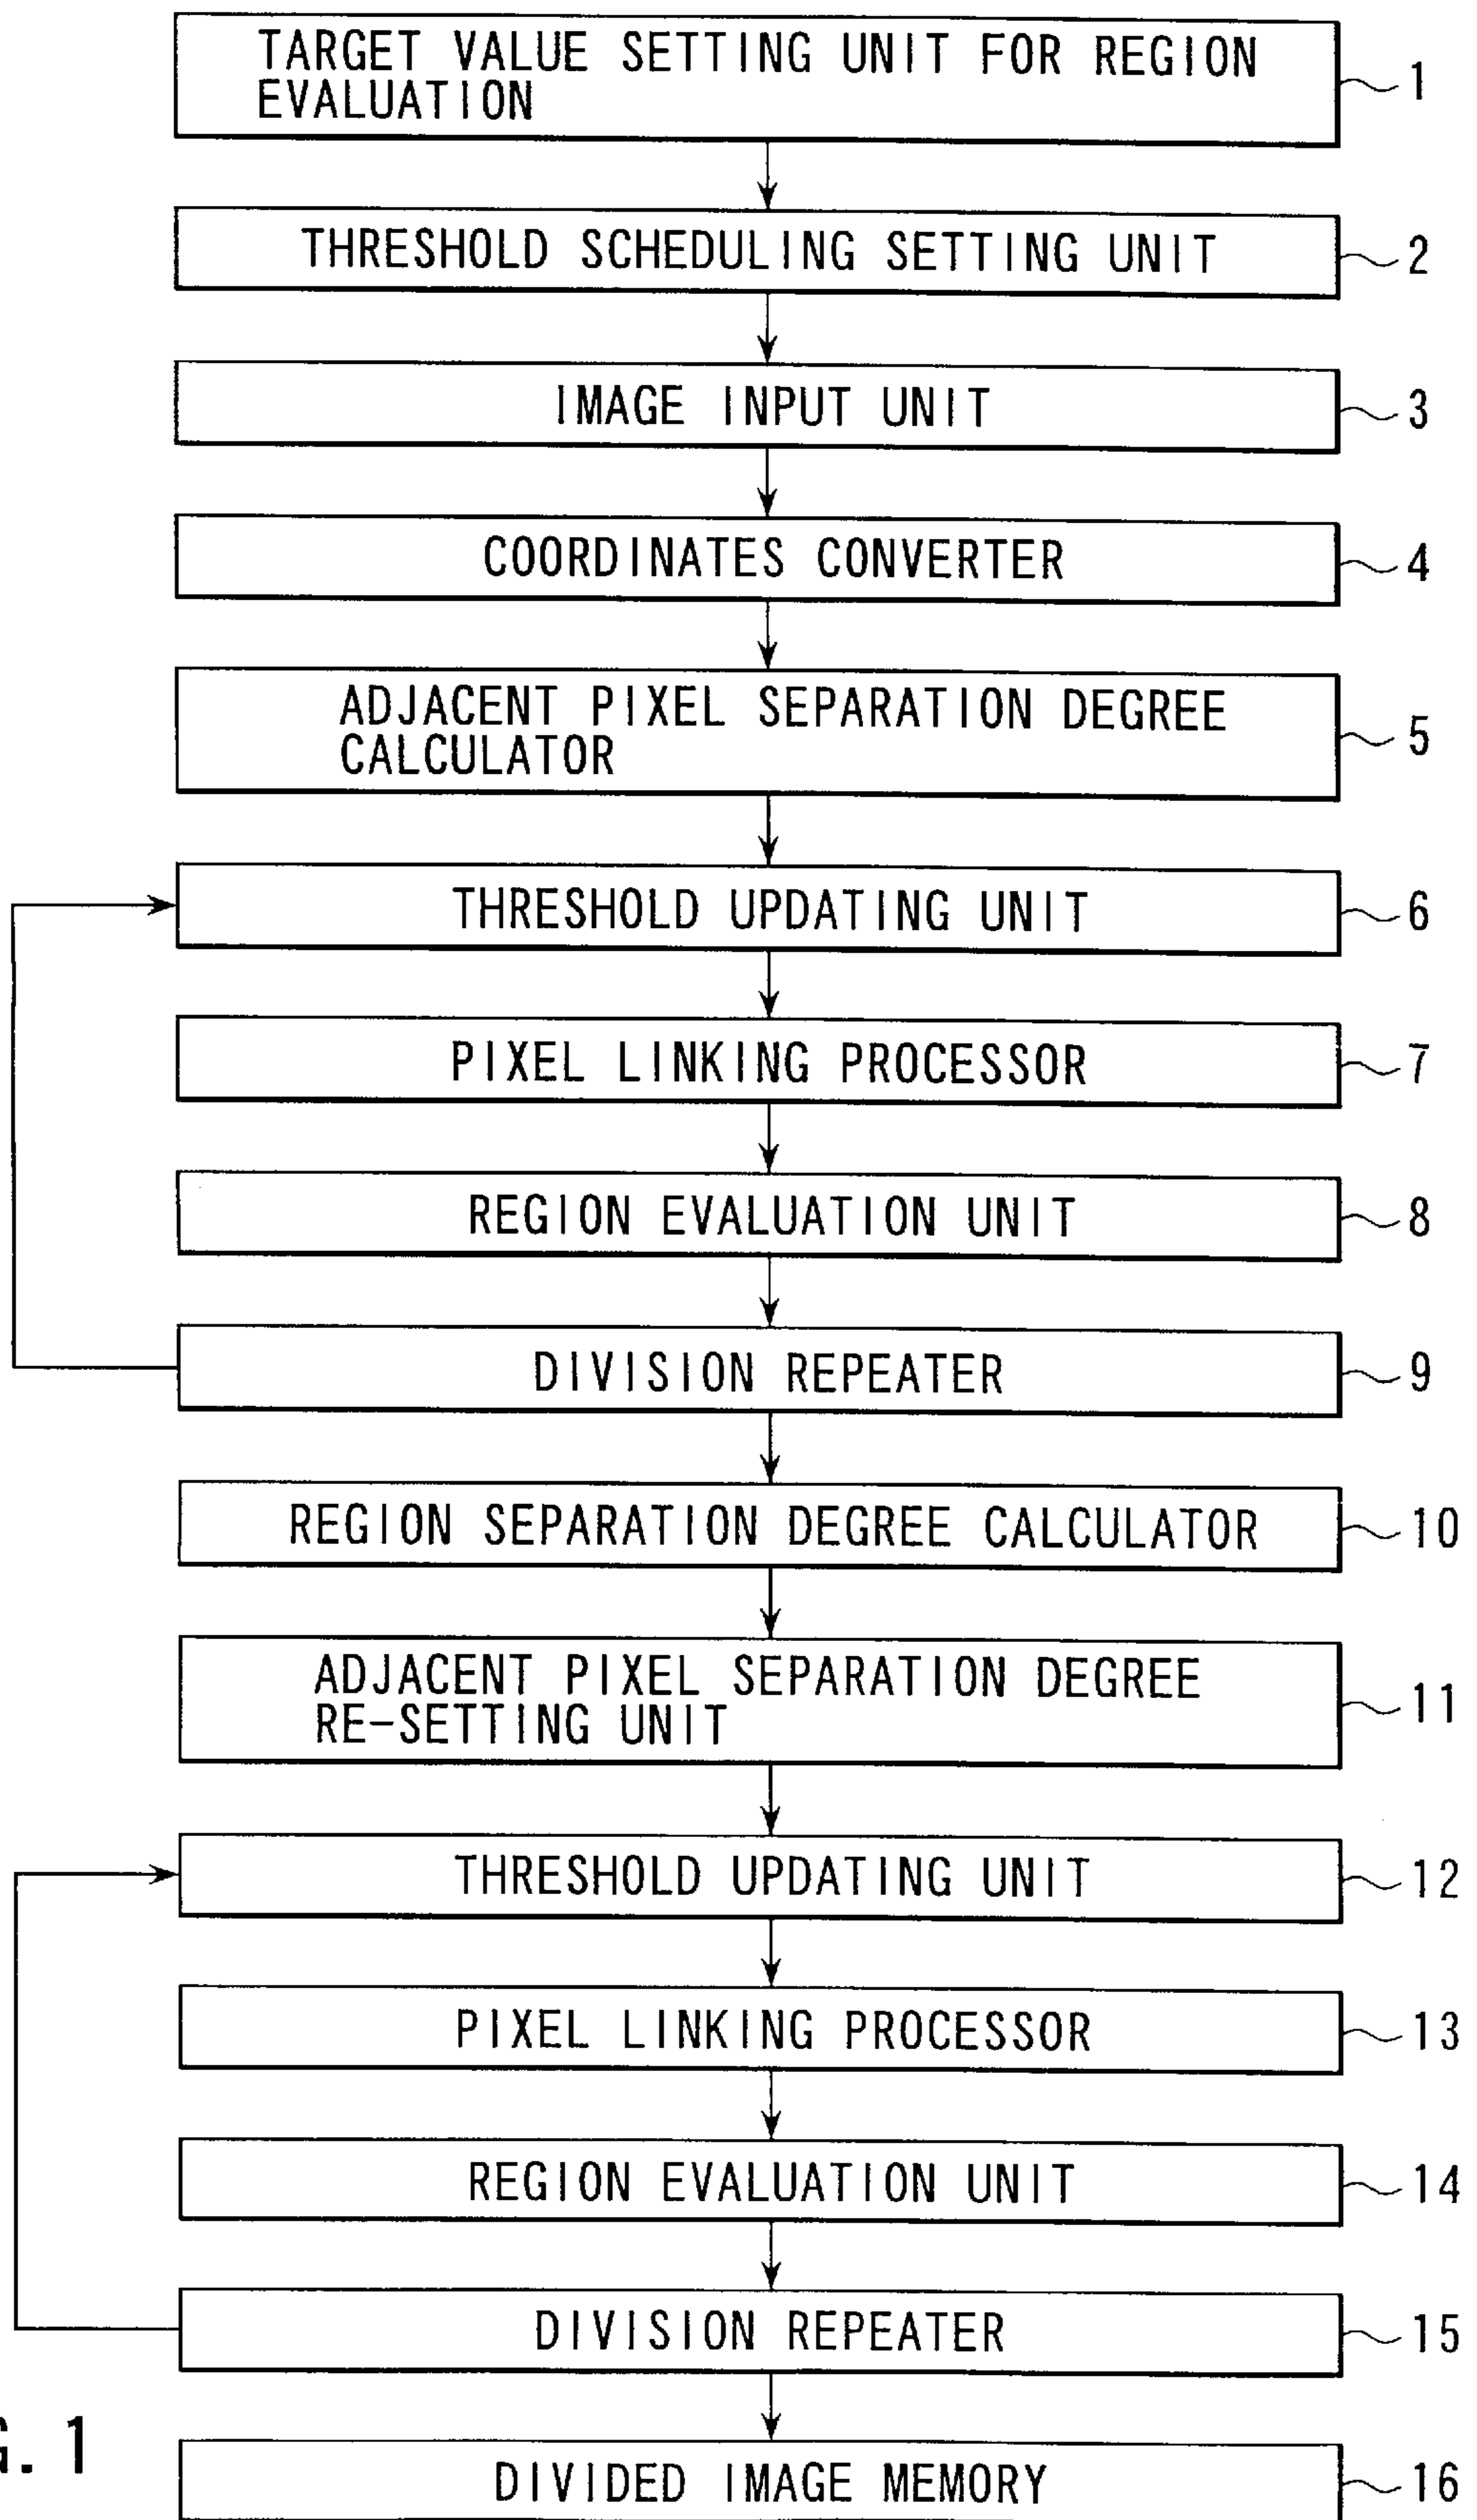 TARGET VALUE SETTING UNIT FOR REGION
EVALUATION
1
THRESHOLD SCHEDULING SETTING UNIT
2
IMAGE INPUT UNIT
3
COORDINATES CONVERTER
4
ADJACENT PIXEL SEPARATION DEGREE
CALCULATOR
5
THRESHOLD UPDATING UNIT
6
PIXEL LINKING PROCESSOR
7
REGION EVALUATION UNIT
8
DIVISION REPEATER
9
REGION SEPARATION DEGREE CALCULATOR
10
ADJACENT PIXEL SEPARATION DEGREE
RE-SETTING UNIT
11
THRESHOLD UPDATING UNIT
12
PIXEL LINKING PROCESSOR
13
REGION EVALUATION UNIT
14
DIVISION REPEATER
15
G. 1
DIVIDED IMAGE MEMORY
16